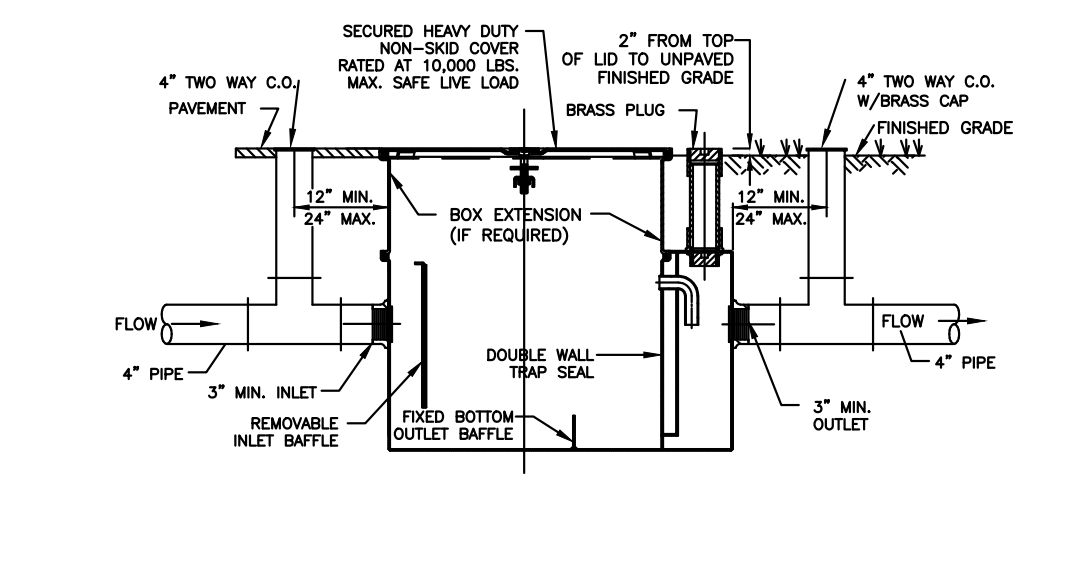 SECURED HEAVY DUTY
NON-SKID COVER
RATED AT 10,000 LBS.
MAX. SAFE LIVE LOAD
2" FROM TOP
OF LID TO UNPAVED
FINISHED GRADE
4" TWO WAY C.O.
PAVEMENT
BRASS PLUG
4" TWO WAY C.O.
W/BRASS CAP
FINISHED GRADE
12" MIN.
24" MAX.
BOX EXTENSION
(IF REQUIRED)
12" MIN.
24" MAX.
FLOW
FLOW
4" PIPE
3" MIN. INLET
DOUBLE WALL
TRAP SEAL
4" PIPE
REMOVABLE
INLET BAFFLE
FIXED BOTTOM
OUTLET BAFFLE
3" MIN.
OUTLET